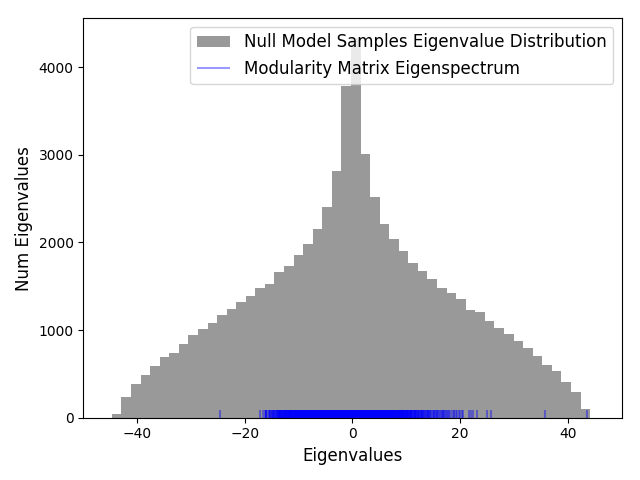 Null Model Samples Eigenvalue Distribution
Modularity Matrix Eigenspectrum
4000
3000
2000
1000
0
Num Eigenvalues
−40
−20
0
20
40
Eigenvalues